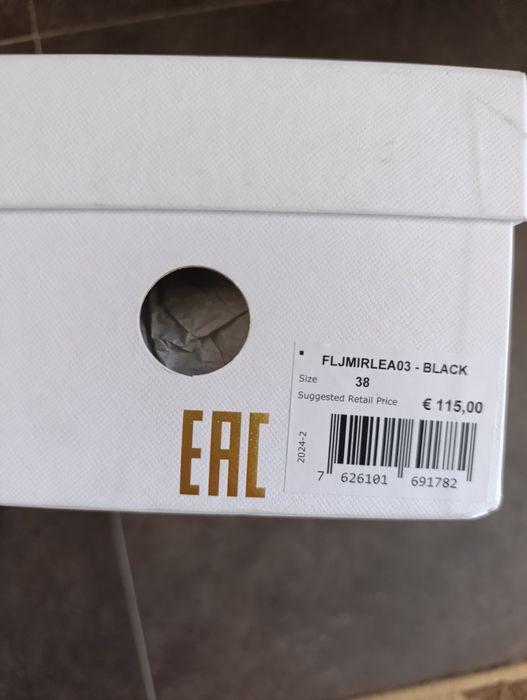 FLJMIRLEA03 - BLACK
Size 38
Suggested Retail Price € 115,00
2024-2
7 626101 691782
EAC